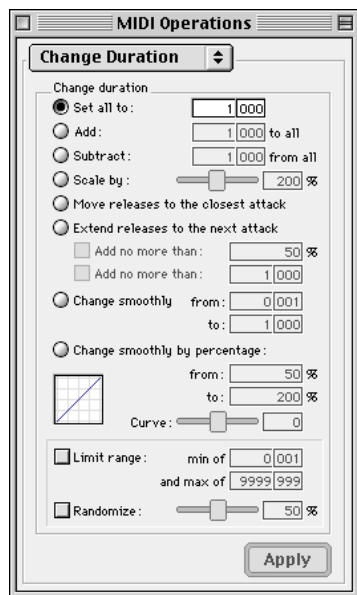 MIDI Operations
Change Duration
Change duration
Set all to: 1 000
Add: 1 000 to all
Subtract: 1 000 from all
Scale by: 200 %
Move releases to the closest attack
Extend releases to the next attack
Add no more than: 50 %
Add no more than: 1 000
Change smoothly from: 0 001
to: 1 000
Change smoothly by percentage:
from: 50 %
to: 200 %
Curve: 0
Limit range: min of 0 001
and max of 9999 999
Randomize: 50 %
Apply